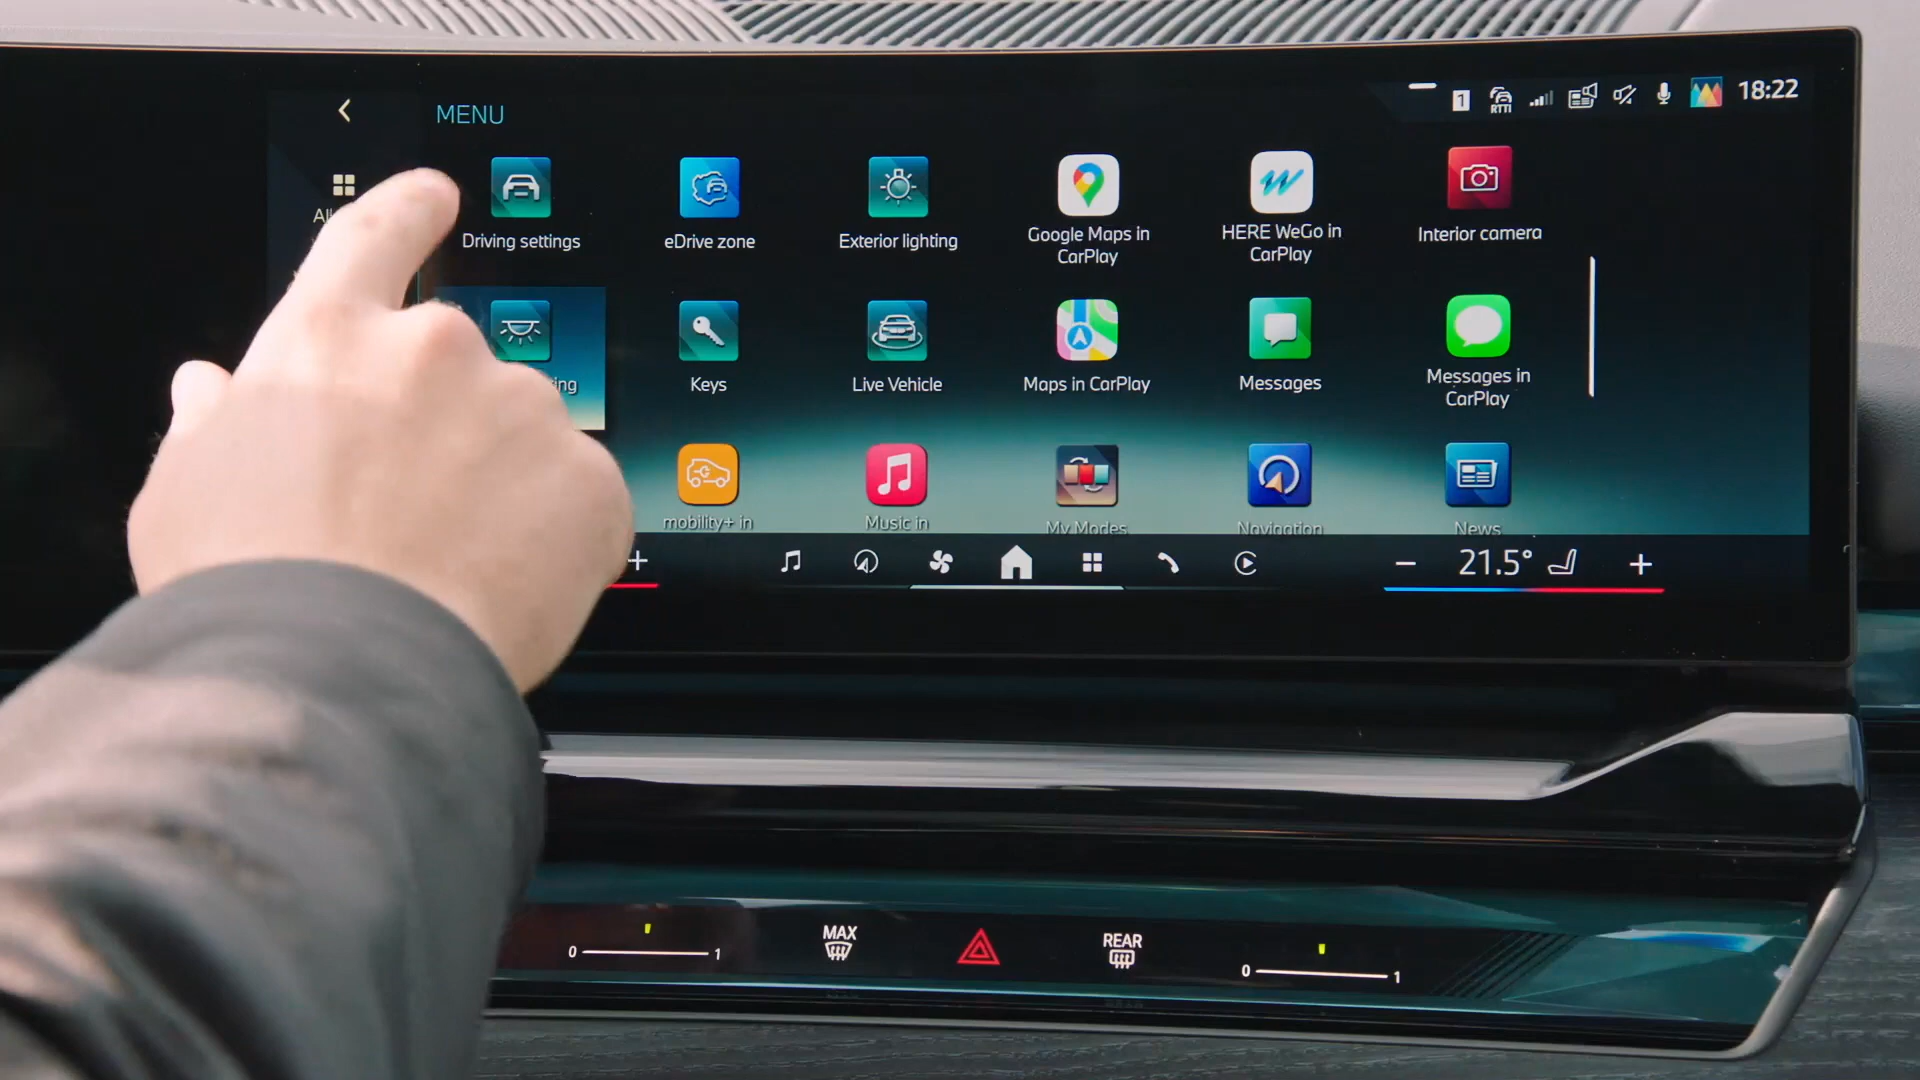 MENU
1
RTTI
18:22
Driving settings
eDrive zone
Exterior lighting
Google Maps in
CarPlay
HERE WeGo in
CarPlay
Interior camera
Keys
Live Vehicle
Maps in CarPlay
Messages
Messages in
CarPlay
mobility+ in
Music in
My Modes
Navigation
News
+
− 21.5° +
0 1
MAX
REAR
0 1